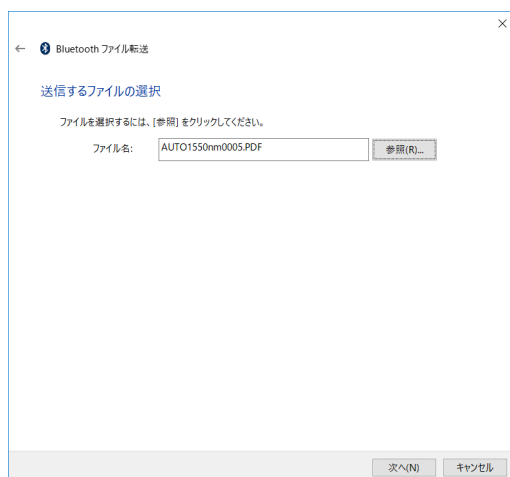 Bluetooth ファイル転送
送信するファイルの選択
ファイルを選択するには、[参照] をクリックしてください。
ファイル名: AUTO1550nm0005.PDF 参照(R)...
次へ(N) キャンセル